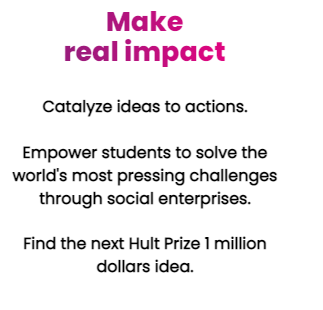 Make
real impact
Catalyze ideas to actions.
Empower students to solve the
world's most pressing challenges
through social enterprises.
Find the next Hult Prize 1 million
dollars idea.